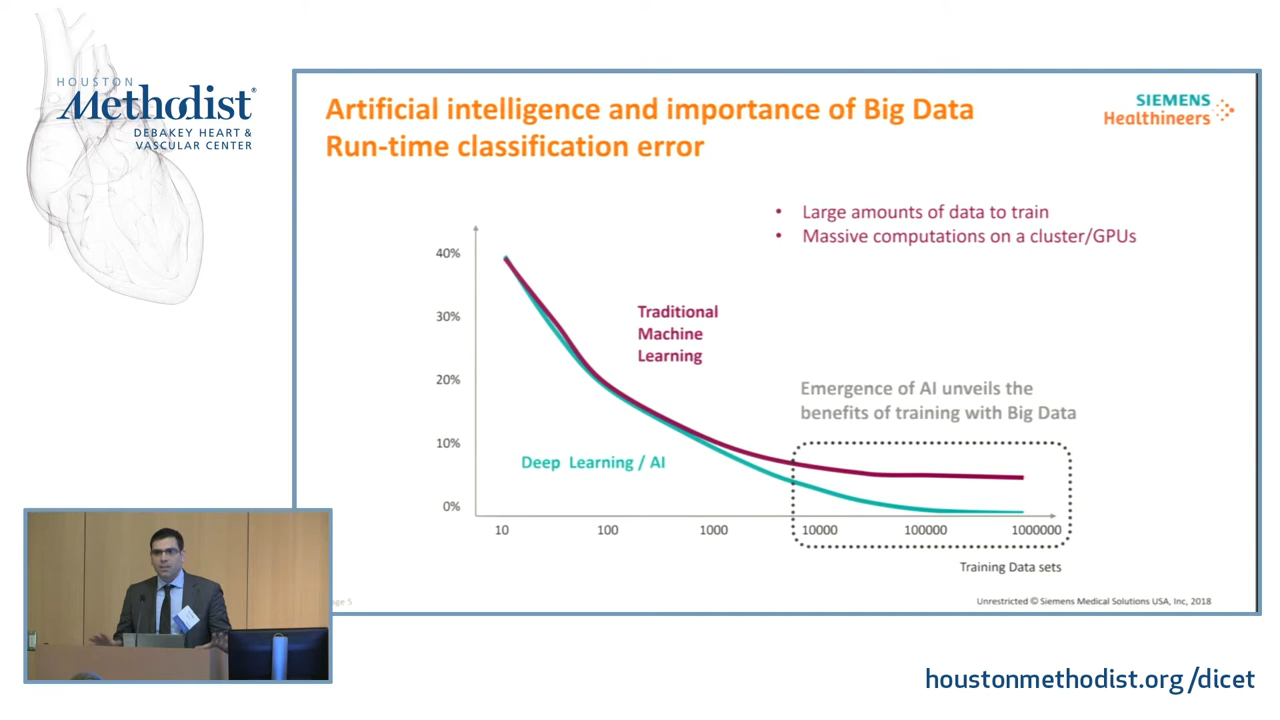 HOUSTON
Methodist®
DEBAKEY HEART &
VASCULAR CENTER
Artificial intelligence and importance of Big Data
Run-time classification error
SIEMENS
Healthineers
• Large amounts of data to train
• Massive computations on a cluster/GPUs
40%
30%
20%
10%
0%
Traditional
Machine
Learning
Deep Learning / AI
Emergence of AI unveils the
benefits of training with Big Data
10 100 1000 10000 100000 1000000
Training Data sets
5
Unrestricted © Siemens Medical Solutions USA, Inc, 2018
houstonmethodist.org/dicet